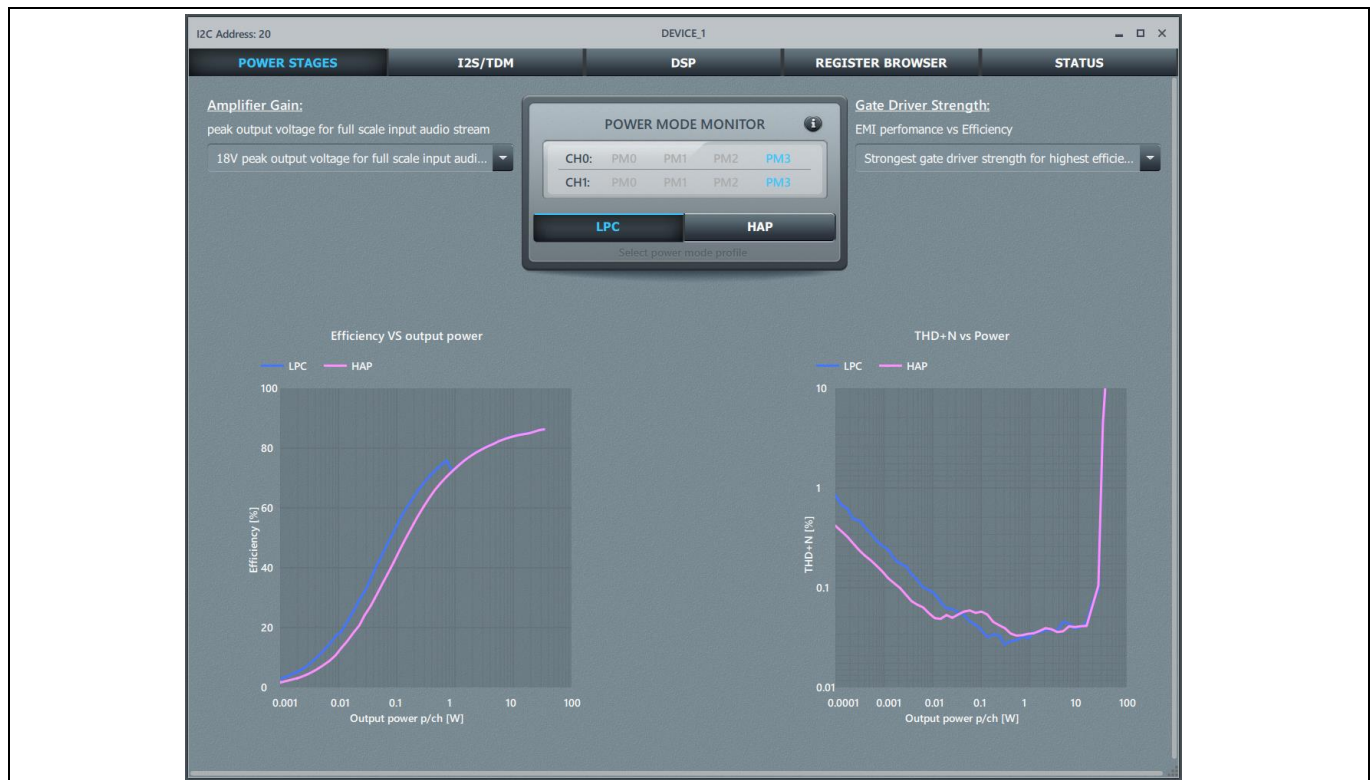 I2C Address: 20
DEVICE_1
POWER STAGES
I2S/TDM
DSP
REGISTER BROWSER
STATUS
Amplifier Gain:
peak output voltage for full scale input audio stream
18V peak output voltage for full scale input audi...
POWER MODE MONITOR
i
CH0: PM0 PM1 PM2 PM3
CH1: PM0 PM1 PM2 PM3
LPC
HAP
Select power mode profile
Gate Driver Strength:
EMI perfomance vs Efficiency
Strongest gate driver strength for highest efficie...
Efficiency VS output power
LPC HAP
100
80
60
40
20
0
Efficiency [%]
0.001 0.01 0.1 1 10 100
Output power p/ch [W]
THD+N vs Power
LPC HAP
10
1
0.1
0.01
THD+N [%]
0.0001 0.001 0.01 0.1 1 10 100
Output power p/ch [W]